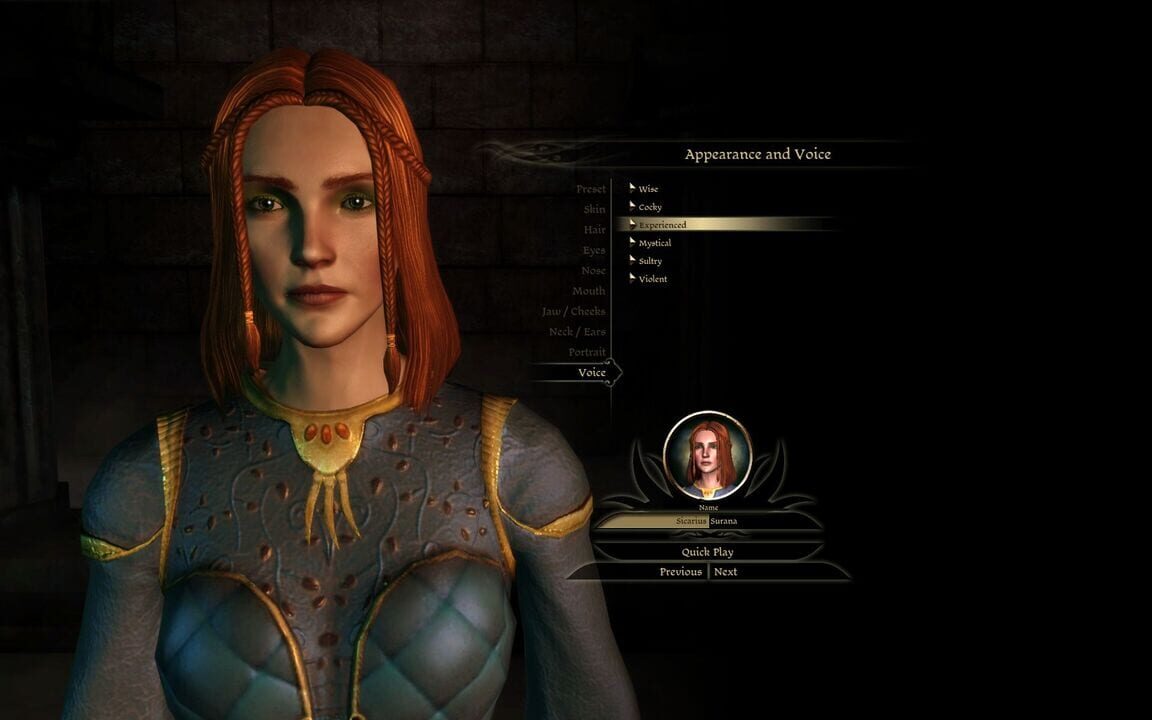 Appearance and Voice
Preset
Skin
Hair
Eyes
Nose
Mouth
Jaw / Cheeks
Neck / Ears
Portrait
Voice
Wise
Cocky
Experienced
Mystical
Sultry
Violent
Name
Sicarius Surana
Quick Play
Previous Next